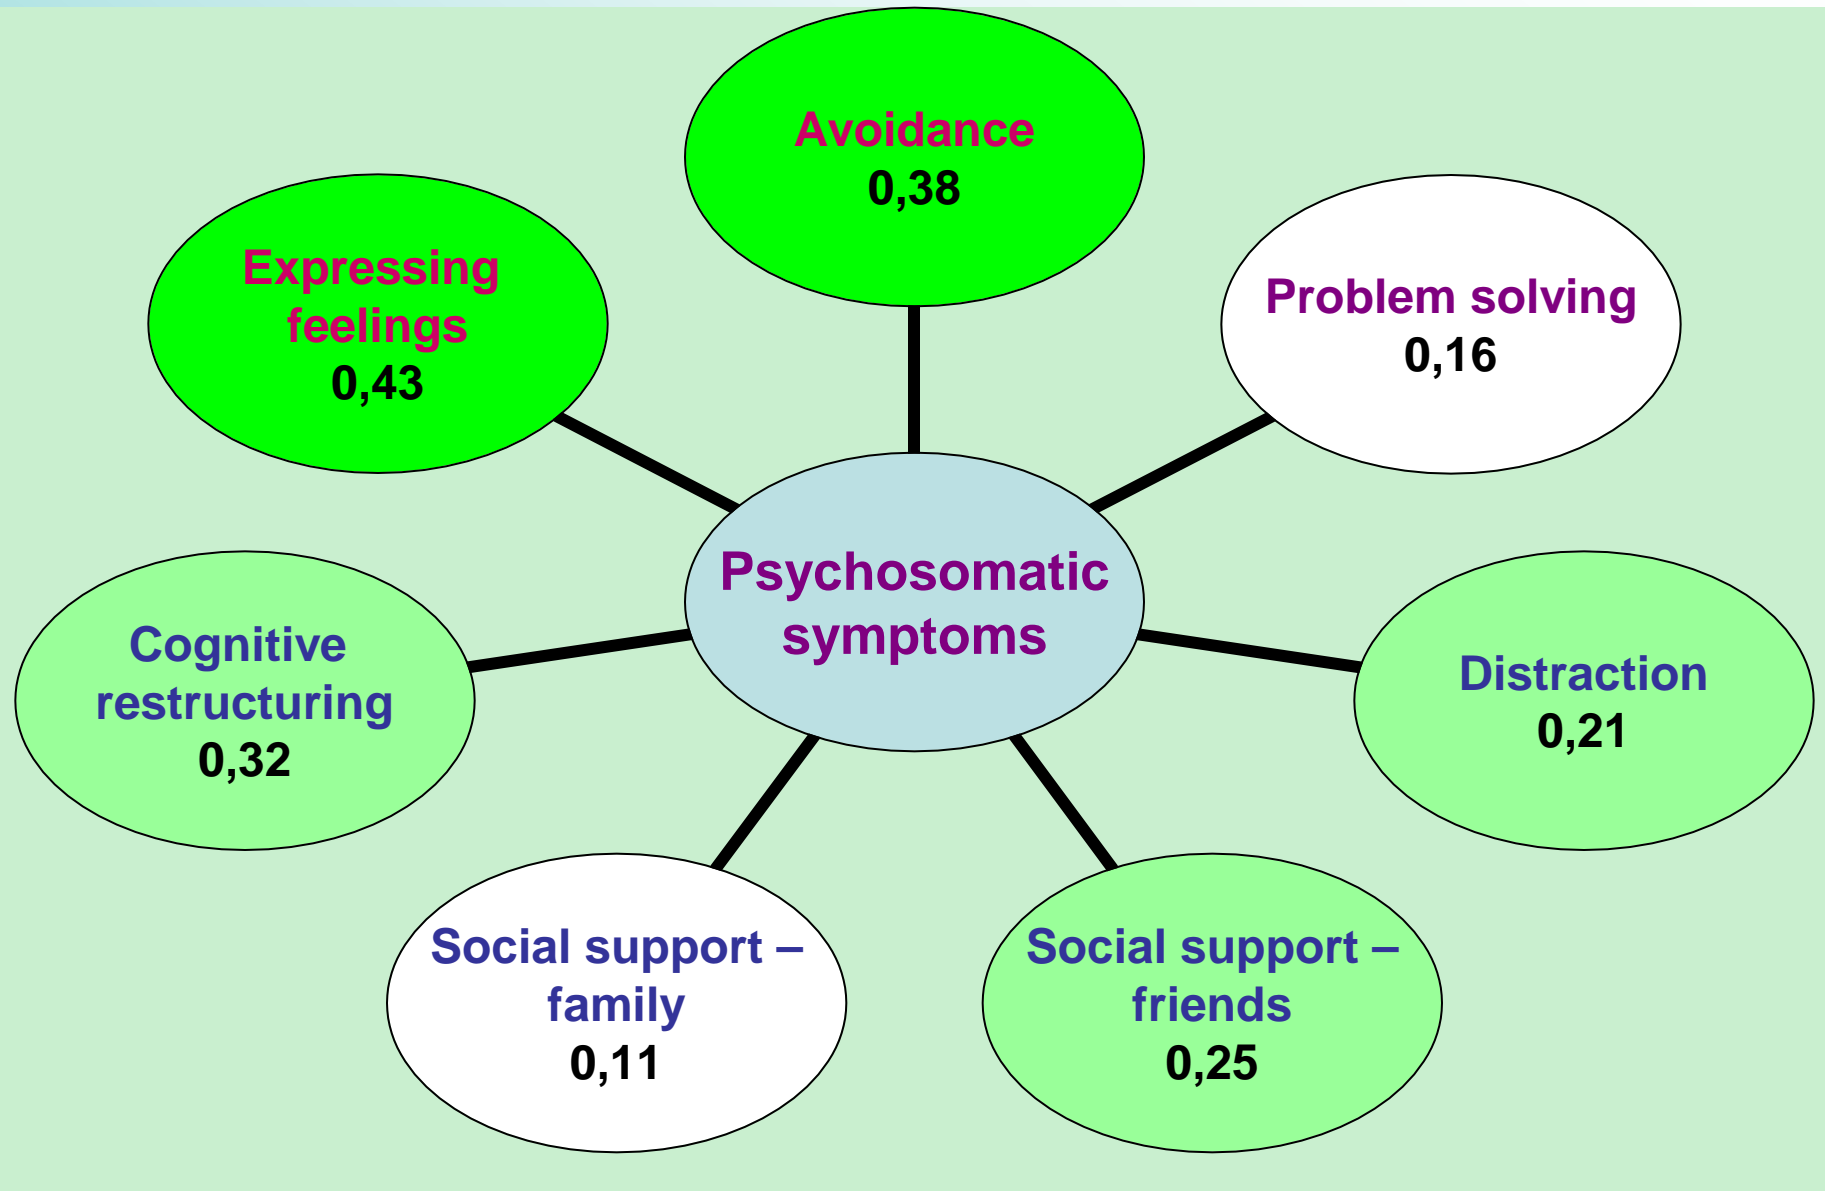 Avoidance
0,38
Expressing
feelings
0,43
Problem solving
0,16
Psychosomatic
symptoms
Cognitive
restructuring
0,32
Distraction
0,21
Social support –
family
0,11
Social support –
friends
0,25